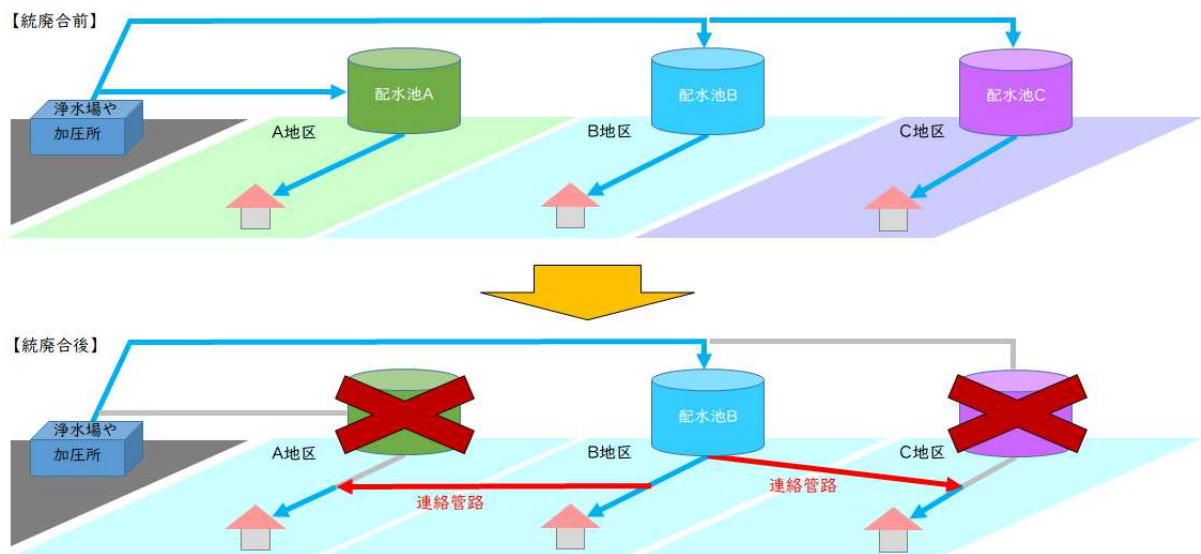 【統廃合前】
浄水場や
加圧所
配水池A
配水池B
配水池C
A地区
B地区
C地区
【統廃合後】
浄水場や
加圧所
配水池B
A地区
B地区
C地区
連絡管路
連絡管路